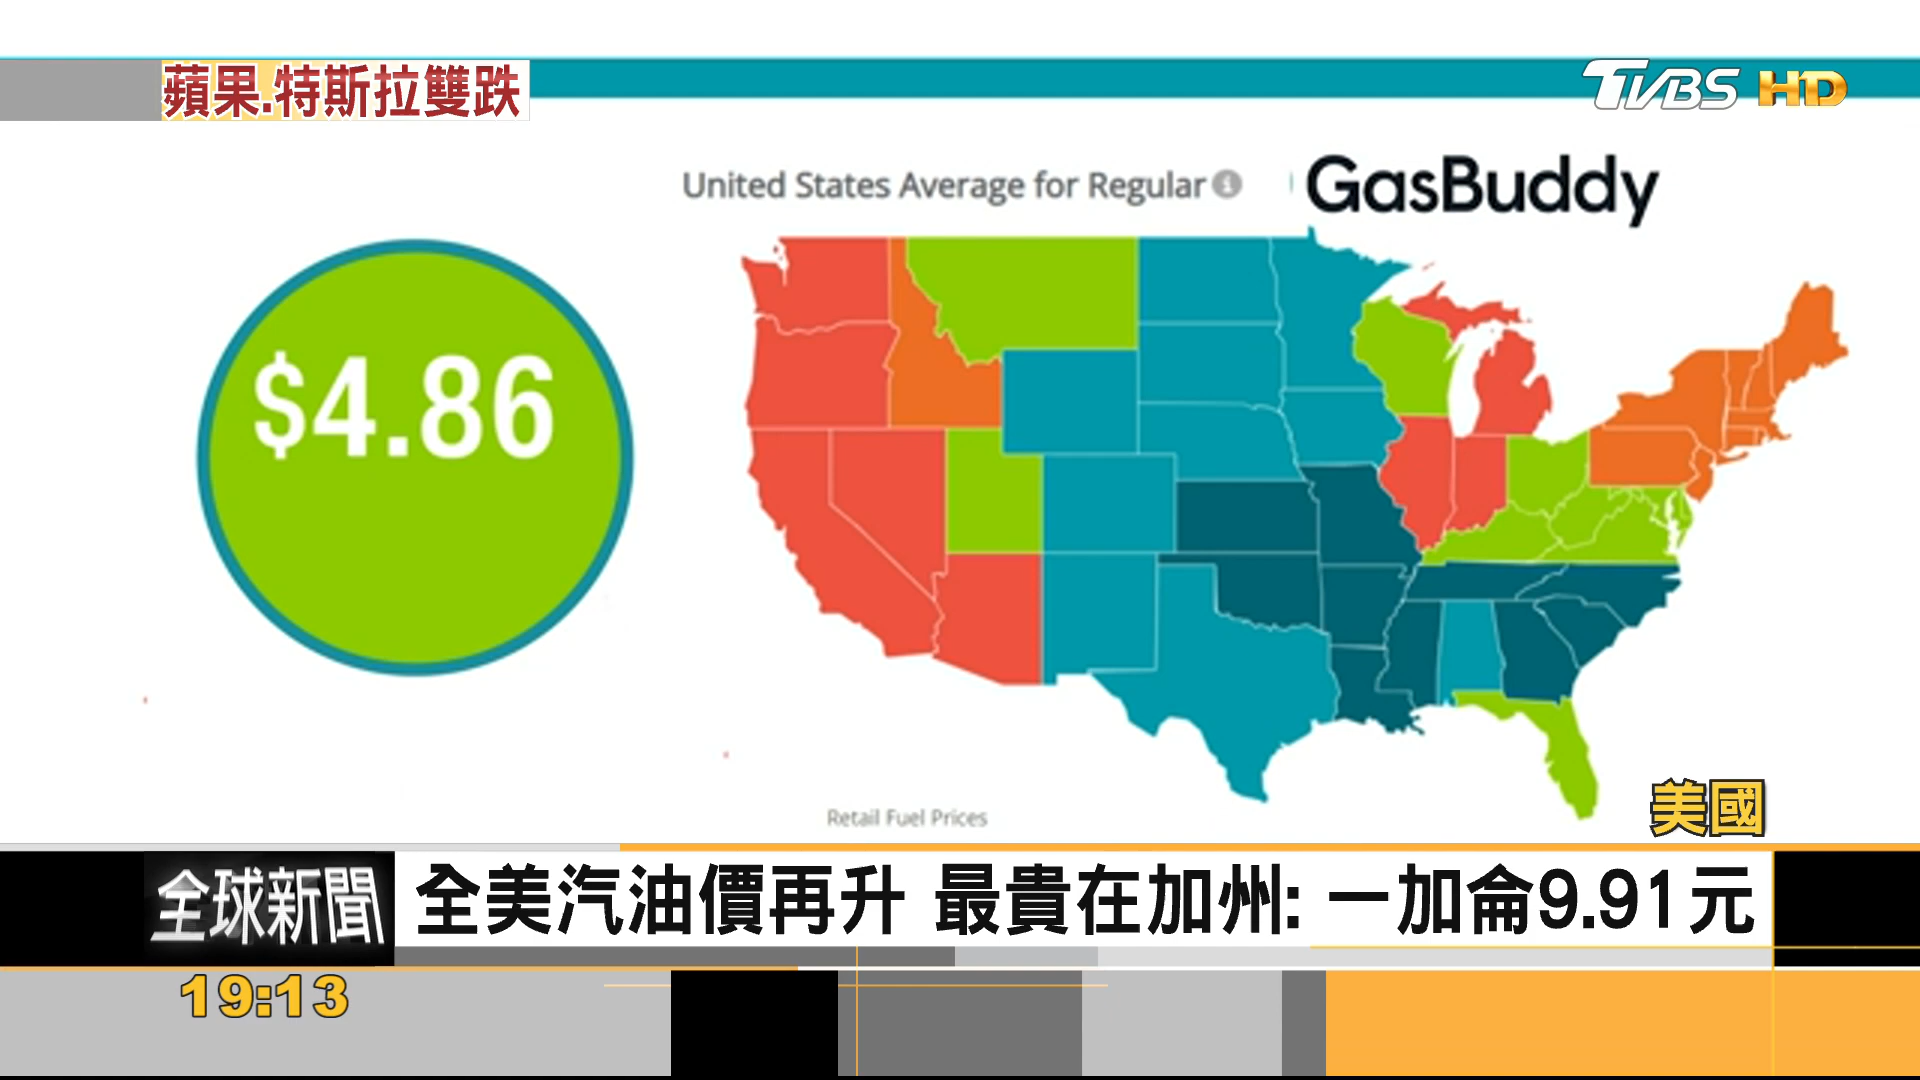 蘋果.特斯拉雙跌
TVBS HD
United States Average for Regular
GasBuddy
$4.86
Retail Fuel Prices
美國
全球新聞
全美汽油價再升 最貴在加州: 一加侖9.91元
19:13